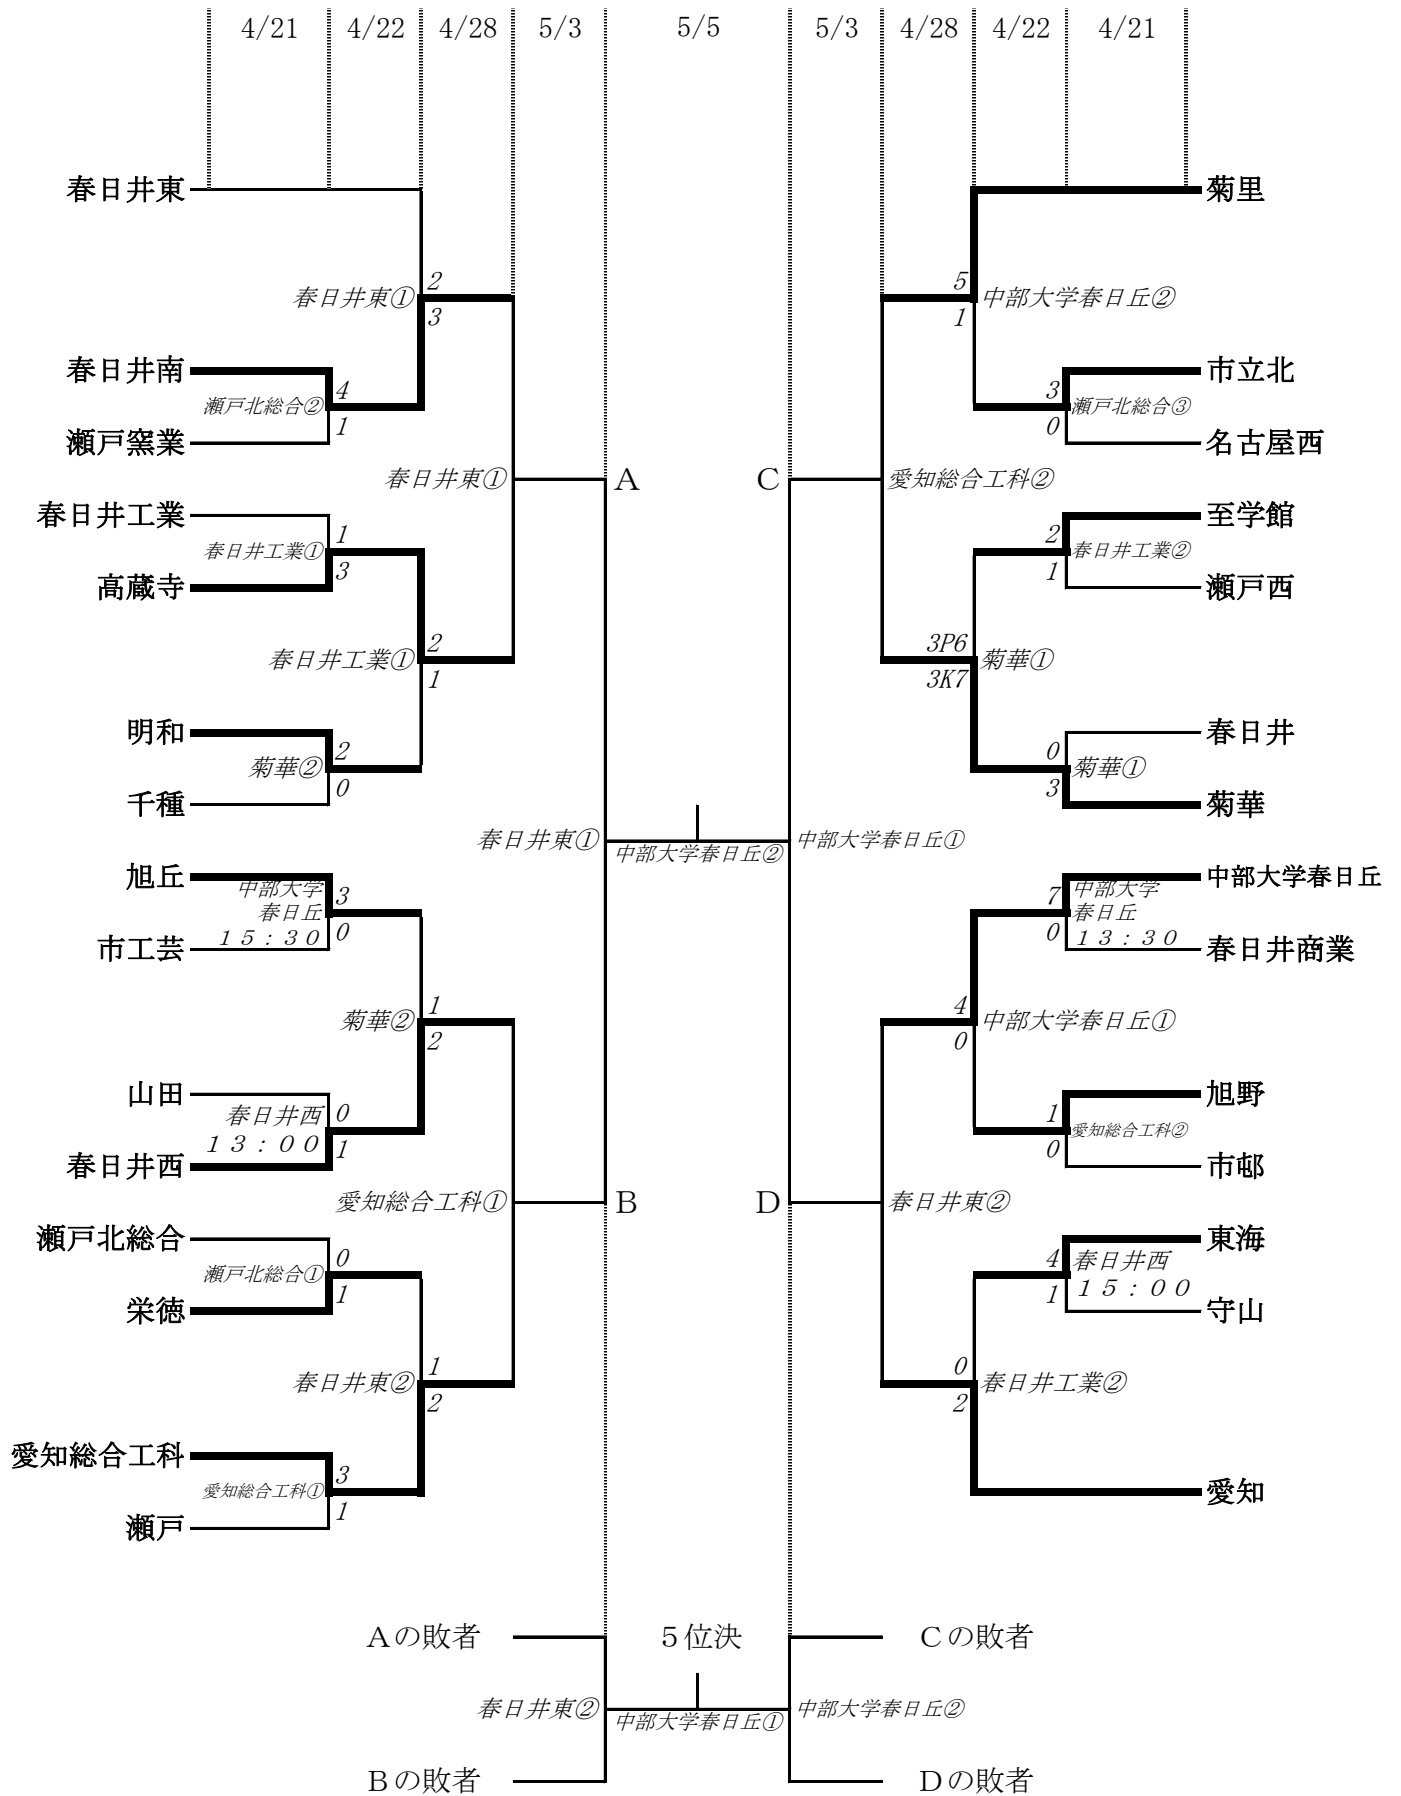 4/21 4/22 4/28 5/3 5/5 5/3 4/28 4/22 4/21
春日井東
春日井東①
2
3
春日井南
瀬戸北総合②
4
1
瀬戸窯業
春日井東①
A
春日井工業
春日井工業①
1
3
高蔵寺
春日井工業①
2
1
明和
菊華②
2
0
千種
春日井東①
旭丘
中部大学
春日丘
15:30
3
0
市工芸
菊華②
1
2
山田
春日井西
13:00
0
1
春日井西
愛知総合工科①
B
瀬戸北総合
瀬戸北総合①
0
1
栄徳
春日井東②
1
2
愛知総合工科
愛知総合工科①
3
1
瀬戸
中部大学春日丘②
菊里
5
1
中部大学春日丘②
市立北
3
0
瀬戸北総合③
名古屋西
C
愛知総合工科②
至学館
2
1
春日井工業②
瀬戸西
3P6
3K7
菊華①
春日井
0
3
菊華①
菊華
中部大学春日丘①
中部大学春日丘
7
0
中部大学
春日丘
13:30
春日井商業
4
0
中部大学春日丘①
旭野
1
0
愛知総合工科②
市邨
D
春日井東②
東海
4
1
春日井西
15:00
守山
0
2
春日井工業②
愛知
Aの敗者
5位決
Cの敗者
春日井東②
中部大学春日丘①
中部大学春日丘②
Bの敗者
Dの敗者